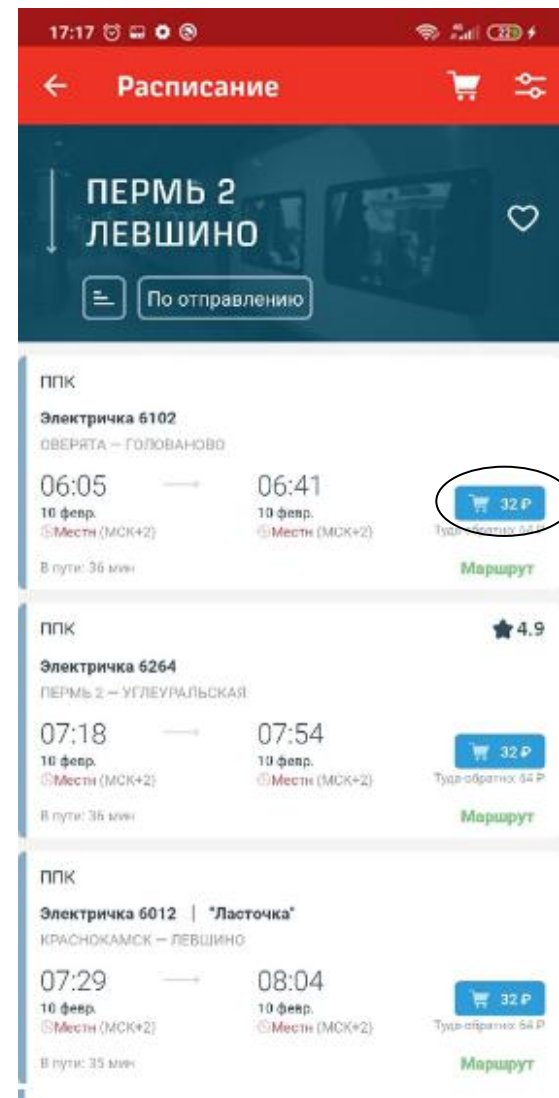 17:17
Расписание
ПЕРМЬ 2
ЛЕВШИНО
По отправлению
ППК
Электричка 6102
ОВЕРЯТА — ГОЛОВАНОВО
06:05 → 06:41
10 февр. 10 февр. 32 ₽
Местн (МСК+2) Местн (МСК+2) Туда-обратно: 64 ₽
В пути: 36 мин Маршрут
ППК 4.9
Электричка 6264
ПЕРМЬ 2 — УГЛЕУРАЛЬСКАЯ
07:18 → 07:54
10 февр. 10 февр. 32 ₽
Местн (МСК+2) Местн (МСК+2) Туда-обратно: 64 ₽
В пути: 36 мин Маршрут
ППК
Электричка 6012 | "Ласточка"
КРАСНОКАМСК — ЛЕВШИНО
07:29 → 08:04
10 февр. 10 февр. 32 ₽
Местн (МСК+2) Местн (МСК+2) Туда-обратно: 64 ₽
В пути: 35 мин Маршрут